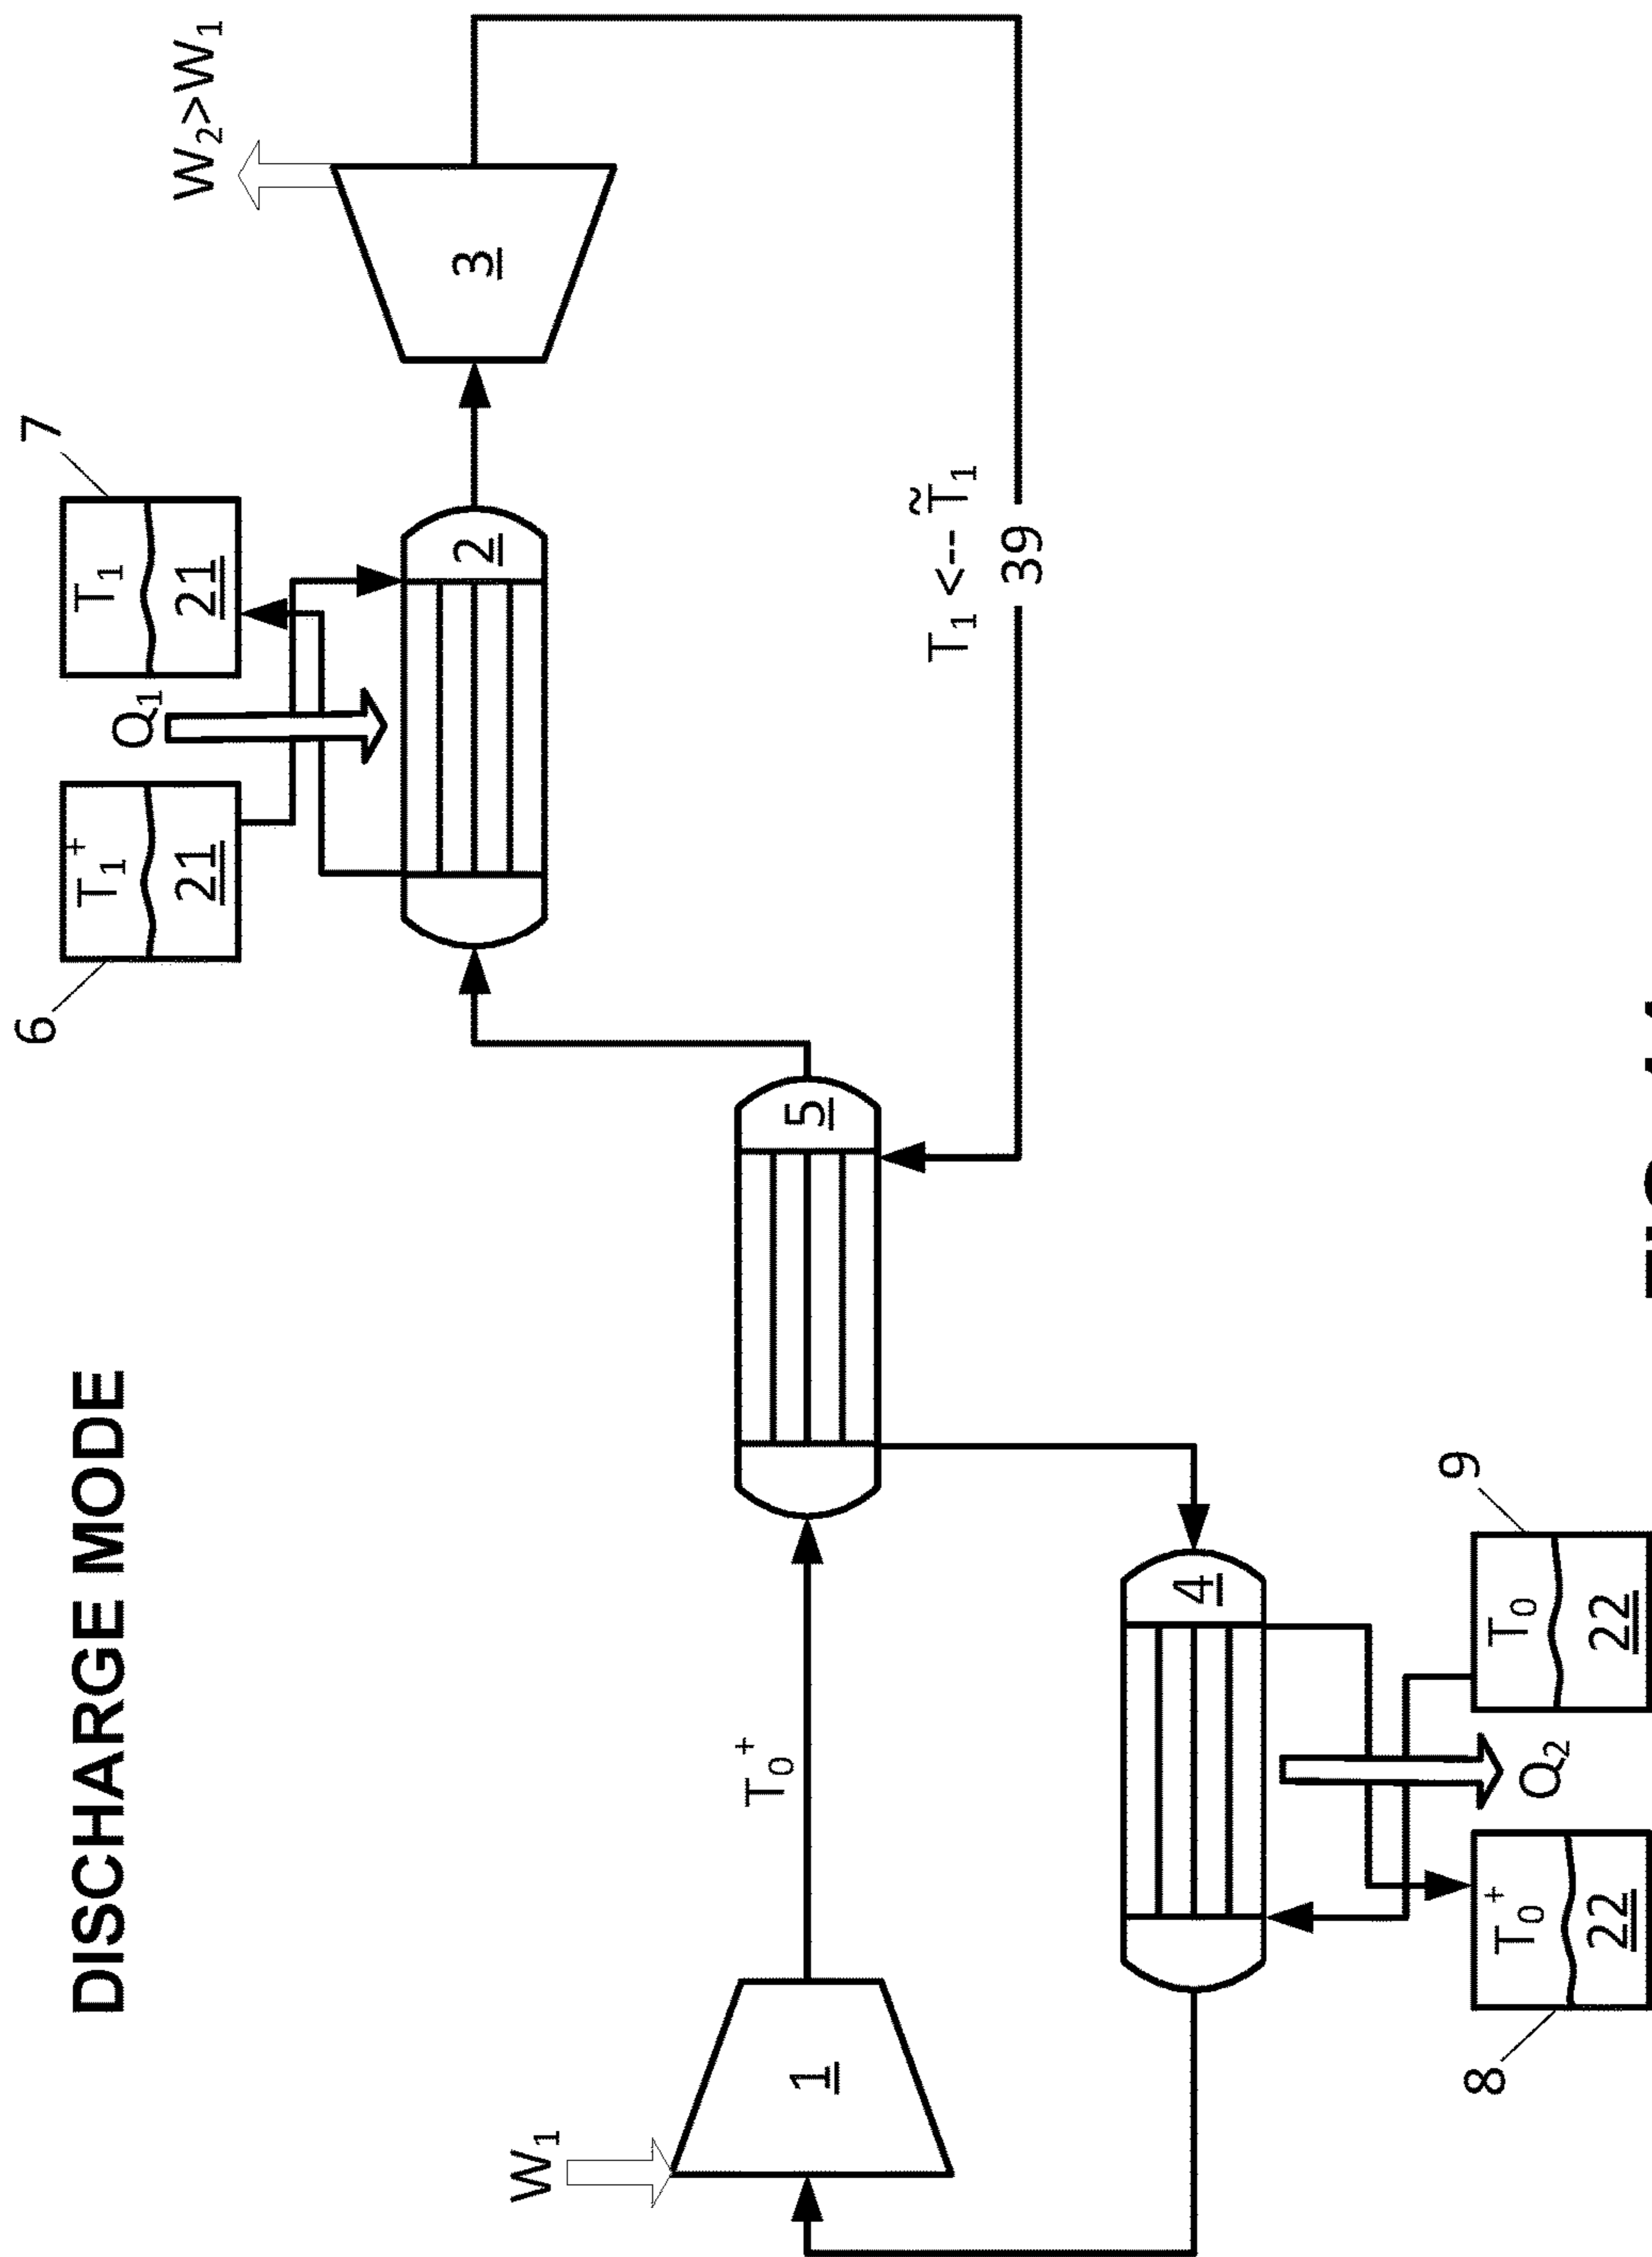 DISCHARGE MODE
6
7
T₁⁺
T₁
21
21
Q₁
W₂>W₁
2
3
W₁
T₀⁺
1
5
T₁ <-- T̃₁
39
4
9
8
Q₂
T₀⁺
T₀
22
22